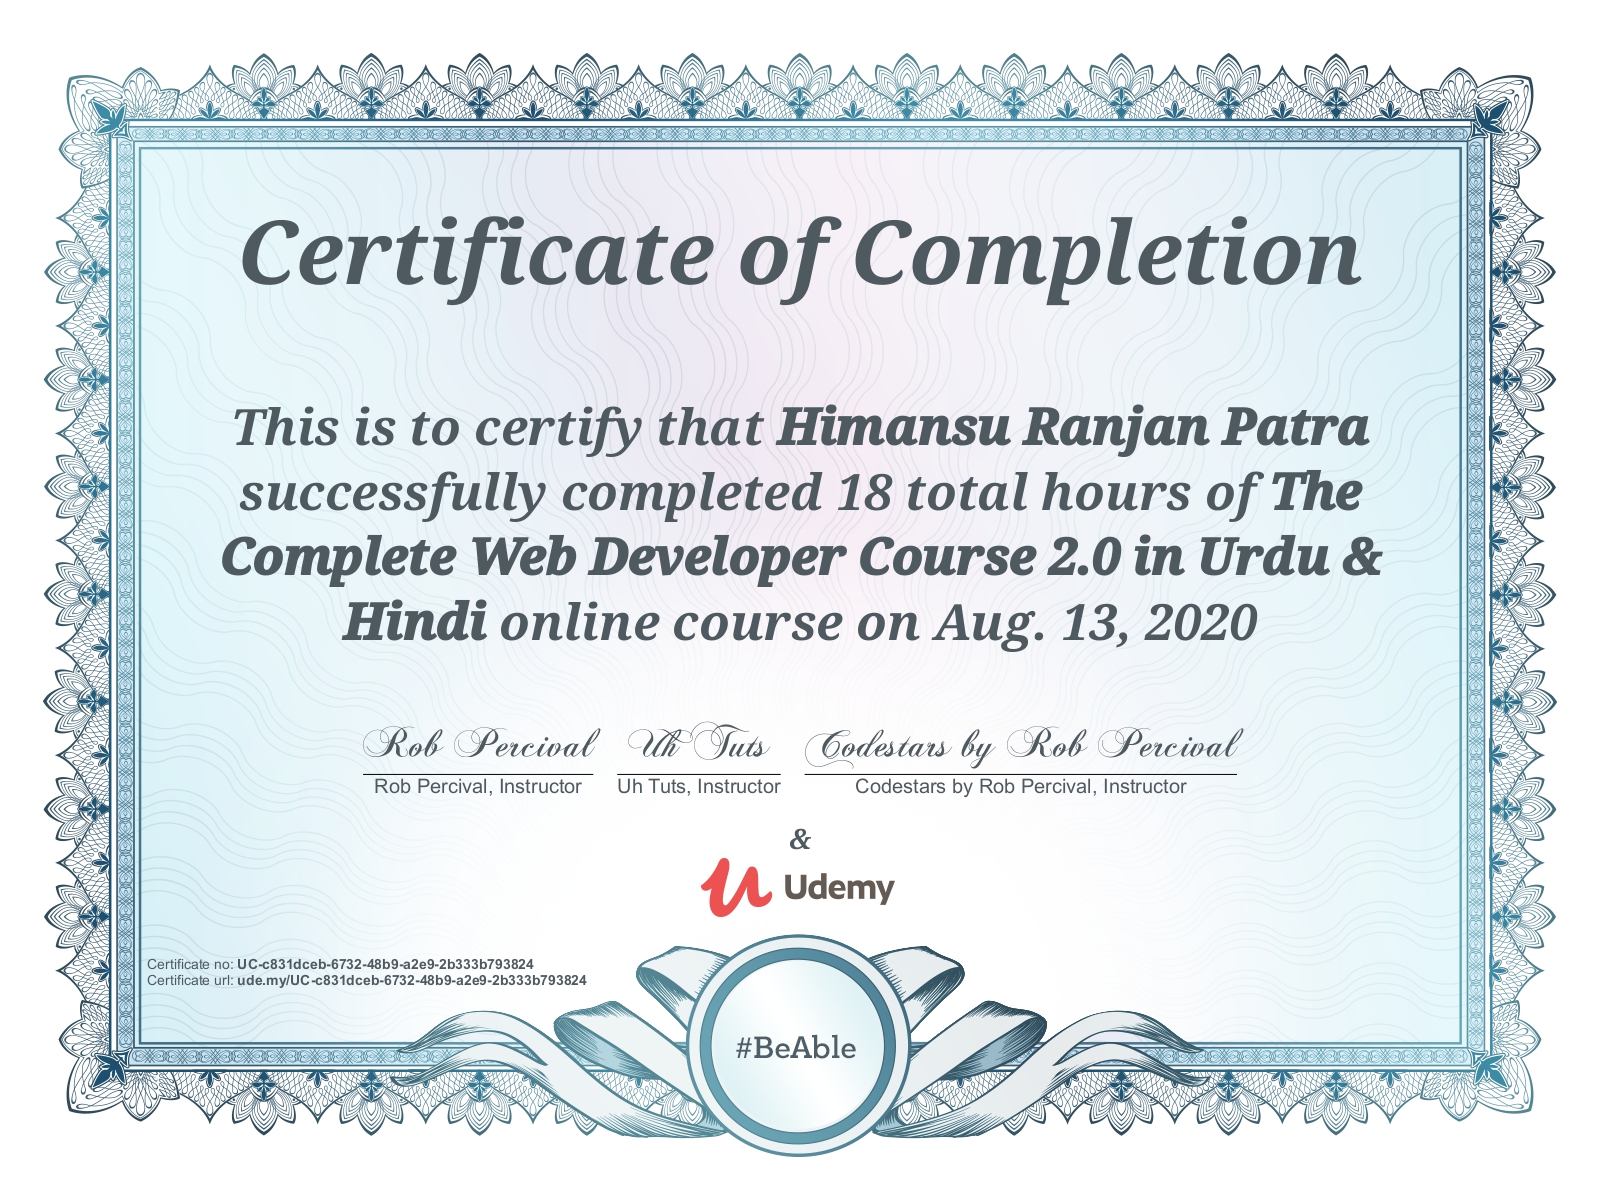 Certificate of Completion
This is to certify that Himansu Ranjan Patra
successfully completed 18 total hours of The
Complete Web Developer Course 2.0 in Urdu &
Hindi online course on Aug. 13, 2020
Rob Percival Uh Tuts Codestars by Rob Percival
Rob Percival, Instructor Uh Tuts, Instructor Codestars by Rob Percival, Instructor
&
Udemy
Certificate no: UC-c831dceb-6732-48b9-a2e9-2b333b793824
Certificate url: ude.my/UC-c831dceb-6732-48b9-a2e9-2b333b793824
#BeAble